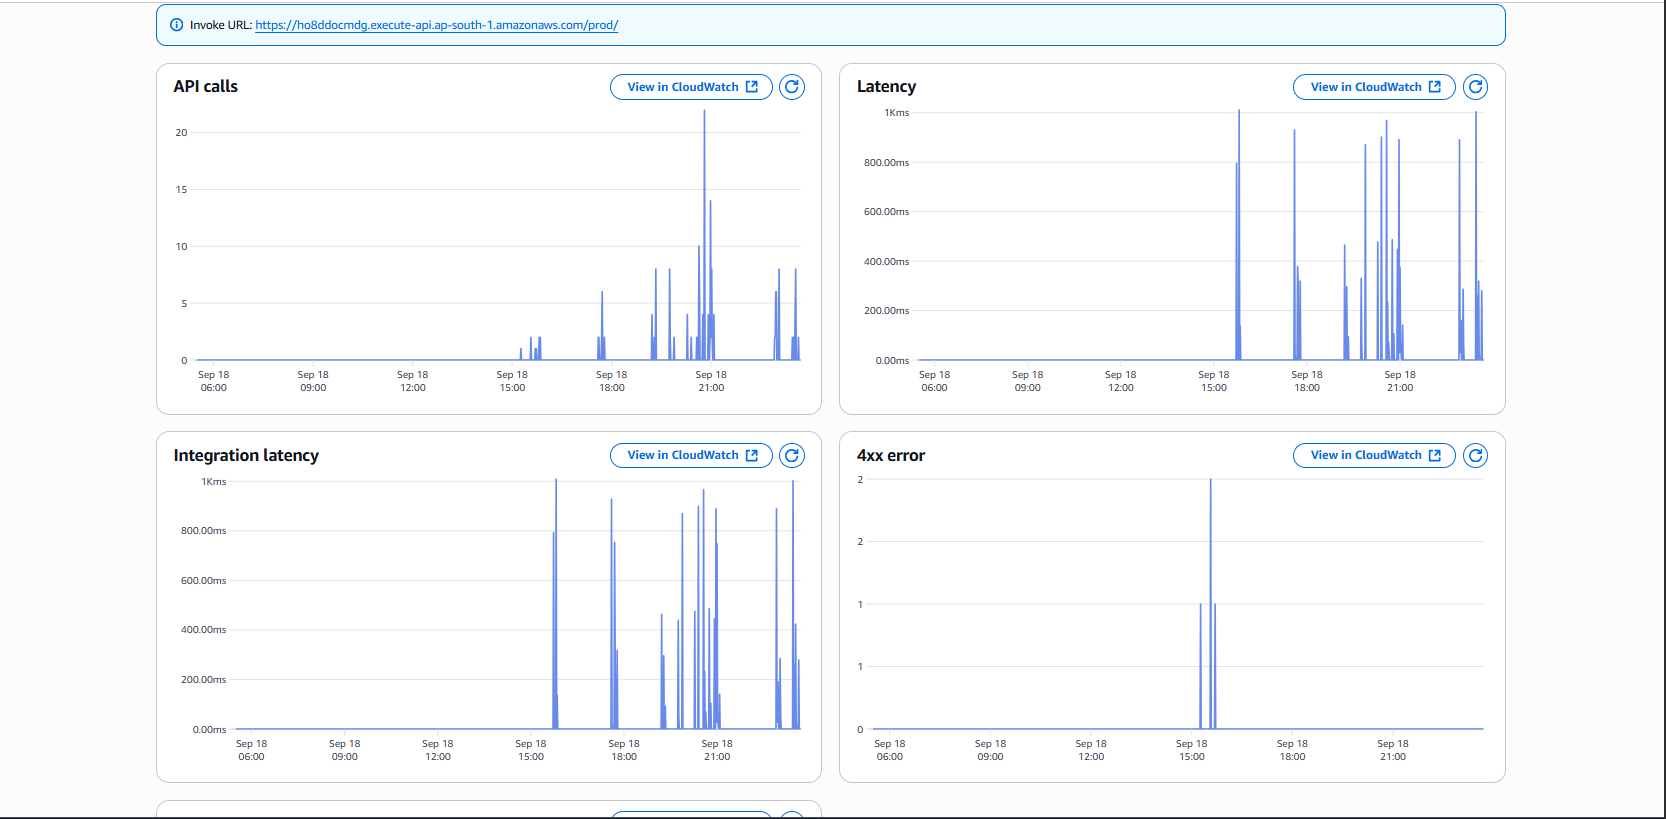 Invoke URL: https://ho8ddocmdg.execute-api.ap-south-1.amazonaws.com/prod/
API calls
View in CloudWatch
20
15
10
5
0
Sep 18 Sep 18 Sep 18 Sep 18 Sep 18 Sep 18
06:00 09:00 12:00 15:00 18:00 21:00
Latency
View in CloudWatch
1Kms
800.00ms
600.00ms
400.00ms
200.00ms
0.00ms
Sep 18 Sep 18 Sep 18 Sep 18 Sep 18 Sep 18
06:00 09:00 12:00 15:00 18:00 21:00
Integration latency
View in CloudWatch
1Kms
800.00ms
600.00ms
400.00ms
200.00ms
0.00ms
Sep 18 Sep 18 Sep 18 Sep 18 Sep 18 Sep 18
06:00 09:00 12:00 15:00 18:00 21:00
4xx error
View in CloudWatch
2
2
1
1
0
Sep 18 Sep 18 Sep 18 Sep 18 Sep 18 Sep 18
06:00 09:00 12:00 15:00 18:00 21:00